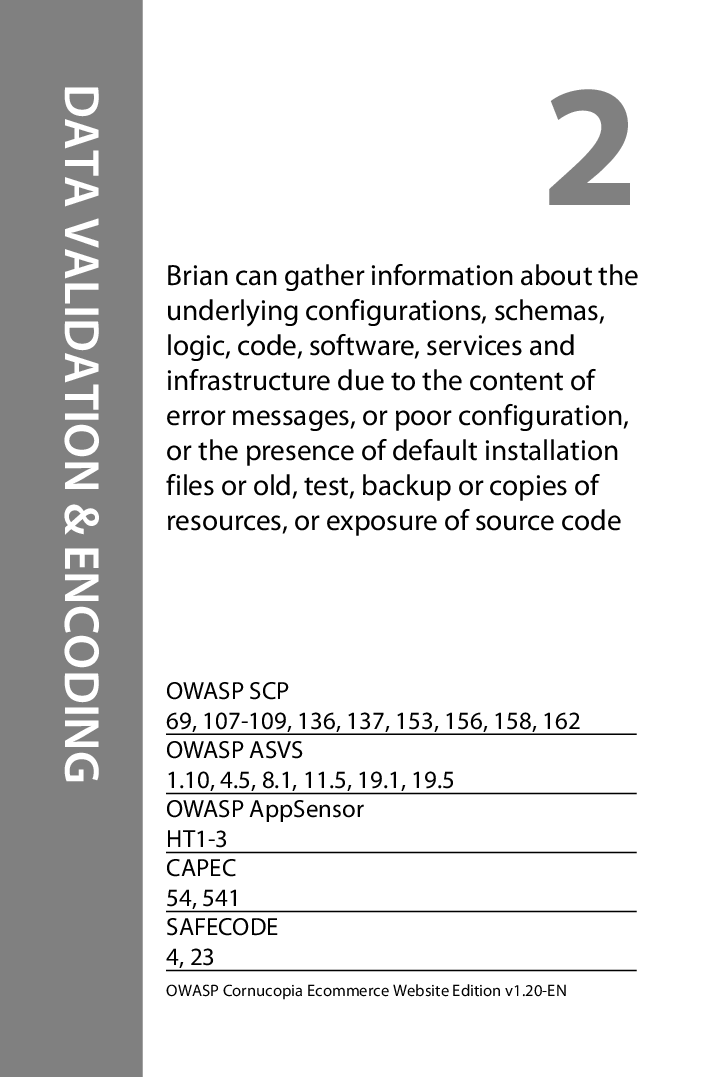 DATA VALIDATION & ENCODING
2
Brian can gather information about the
underlying configurations, schemas,
logic, code, software, services and
infrastructure due to the content of
error messages, or poor configuration,
or the presence of default installation
files or old, test, backup or copies of
resources, or exposure of source code
OWASP SCP
69, 107-109, 136, 137, 153, 156, 158, 162
OWASP ASVS
1.10, 4.5, 8.1, 11.5, 19.1, 19.5
OWASP AppSensor
HT1-3
CAPEC
54, 541
SAFECODE
4, 23
OWASP Cornucopia Ecommerce Website Edition v1.20-EN